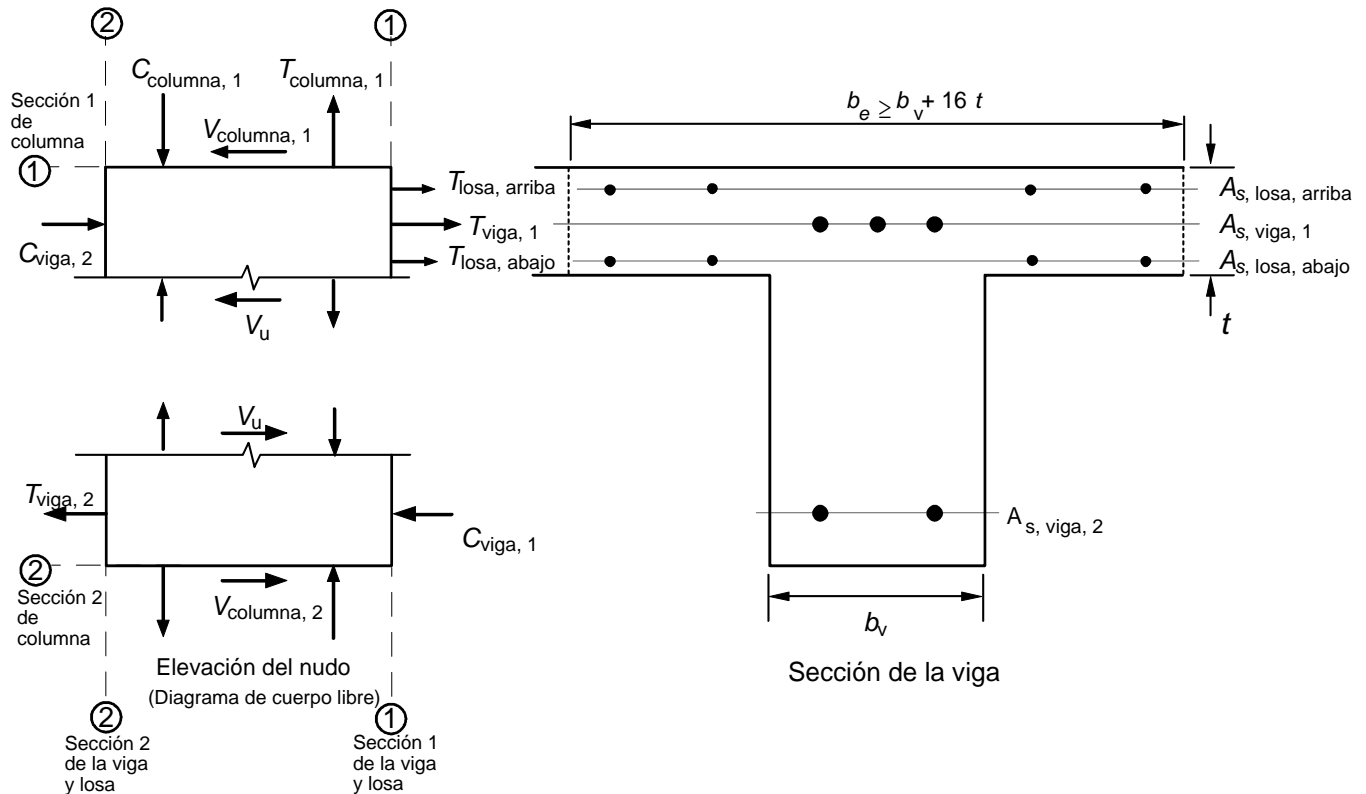 2
1
C columna, 1
T columna, 1
Sección 1
de
columna
V columna, 1
1
T losa, arriba
T viga, 1
T losa, abajo
C viga, 2
V u
b e ≥ b v + 16 t
A s, losa, arriba
A s, viga, 1
A s, losa, abajo
t
V u
T viga, 2
C viga, 1
A s, viga, 2
2
Sección 2
de
columna
V columna, 2
b v
Elevación del nudo
(Diagrama de cuerpo libre)
Sección de la viga
2
Sección 2
de la viga
y losa
1
Sección 1
de la viga
y losa